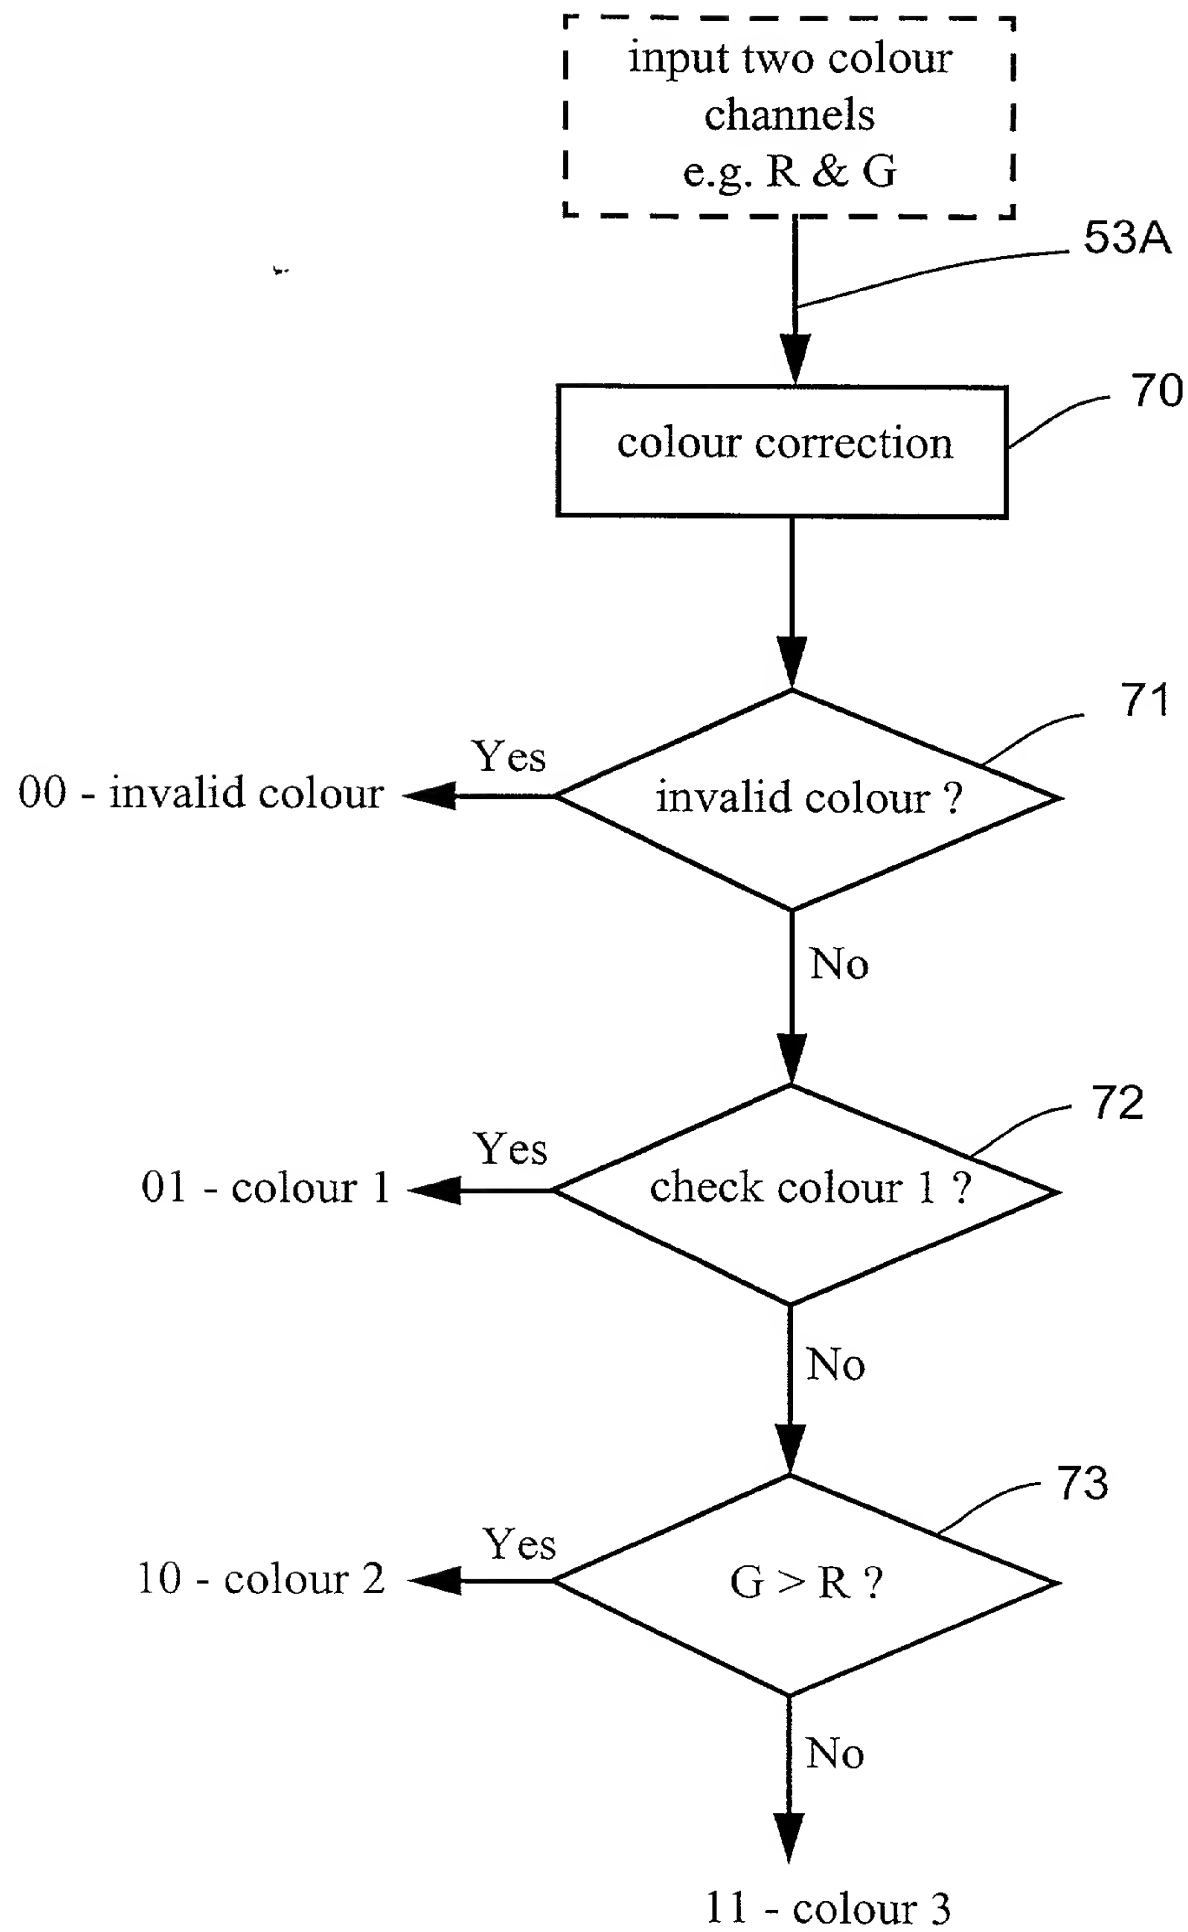 input two colour
channels
e.g. R & G
53A
70
colour correction
71
Yes
00 - invalid colour
invalid colour ?
No
72
Yes
01 - colour 1
check colour 1 ?
No
73
Yes
10 - colour 2
G > R ?
No
11 - colour 3